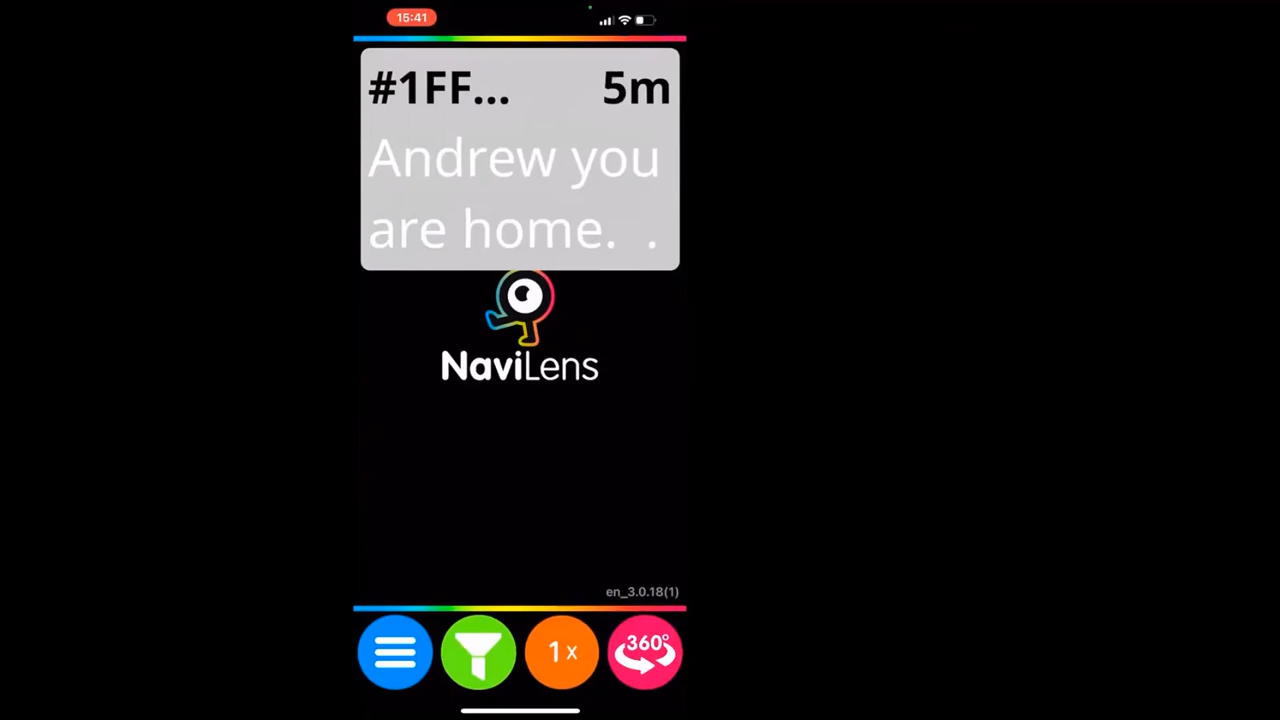 15:41
#1FF... 5m
Andrew you
are home.  .
NaviLens
en_3.0.18(1)
1x 360°